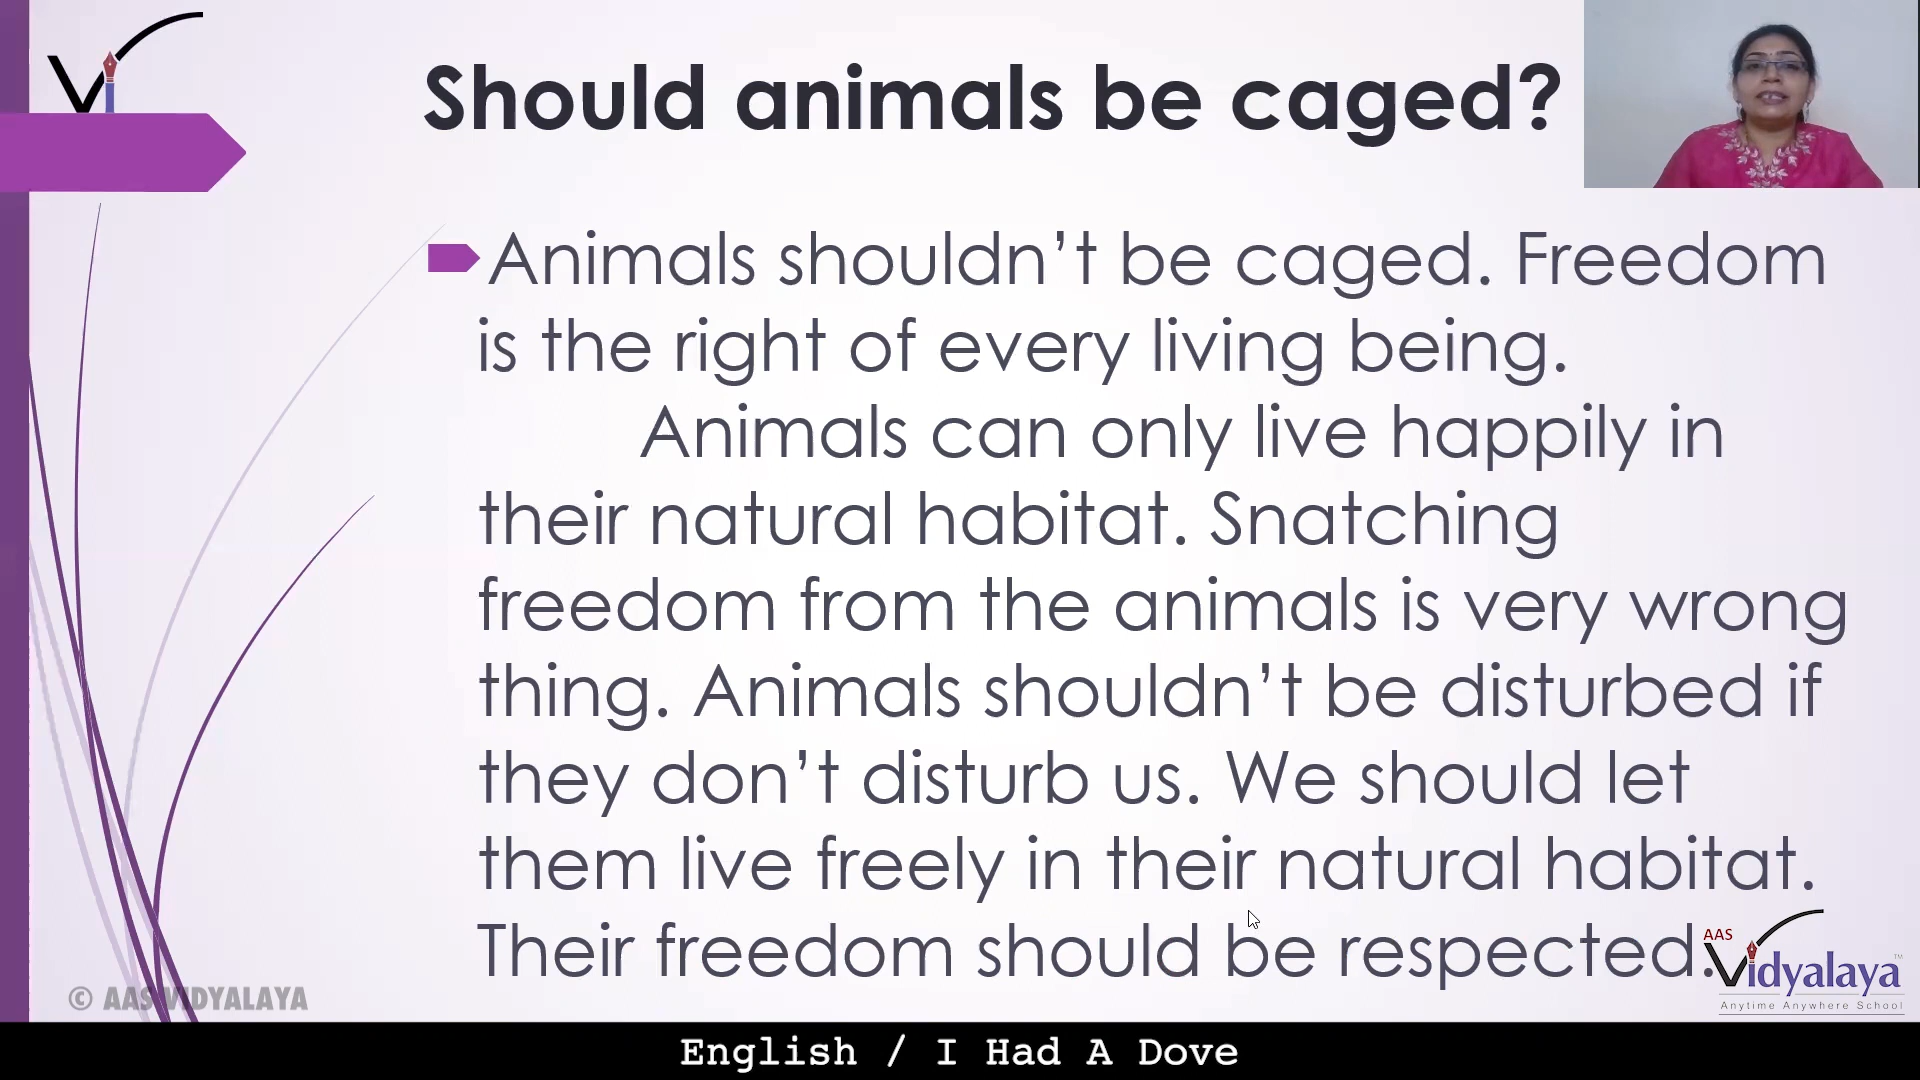 Should animals be caged?
Animals shouldn’t be caged. Freedom
is the right of every living being.
Animals can only live happily in
their natural habitat. Snatching
freedom from the animals is very wrong
thing. Animals shouldn’t be disturbed if
they don’t disturb us. We should let
them live freely in their natural habitat.
Their freedom should be respected.
AAS
Vidyalaya™
Anytime Anywhere School
© AAS VIDYALAYA
English / I Had A Dove